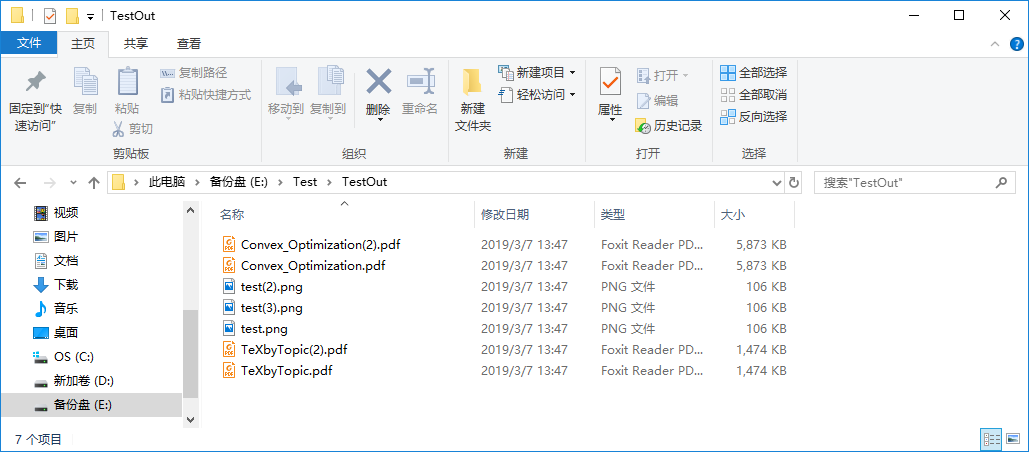 TestOut
文件 主页 共享 查看
固定到"快速访问" 复制 粘贴 复制路径 粘贴快捷方式 剪切
移动到 复制到 删除 重命名
新建文件夹 新建项目 轻松访问
属性 打开 编辑 历史记录
全部选择 全部取消 反向选择
剪贴板 组织 新建 打开 选择
此电脑 备份盘 (E:) Test TestOut 搜索"TestOut"
视频
图片
文档
下载
音乐
桌面
OS (C:)
新加卷 (D:)
备份盘 (E:)
名称 修改日期 类型 大小
Convex_Optimization(2).pdf 2019/3/7 13:47 Foxit Reader PD... 5,873 KB
Convex_Optimization.pdf 2019/3/7 13:47 Foxit Reader PD... 5,873 KB
test(2).png 2019/3/7 13:47 PNG 文件 106 KB
test(3).png 2019/3/7 13:47 PNG 文件 106 KB
test.png 2019/3/7 13:47 PNG 文件 106 KB
TeXbyTopic(2).pdf 2019/3/7 13:47 Foxit Reader PD... 1,474 KB
TeXbyTopic.pdf 2019/3/7 13:47 Foxit Reader PD... 1,474 KB
7 个项目